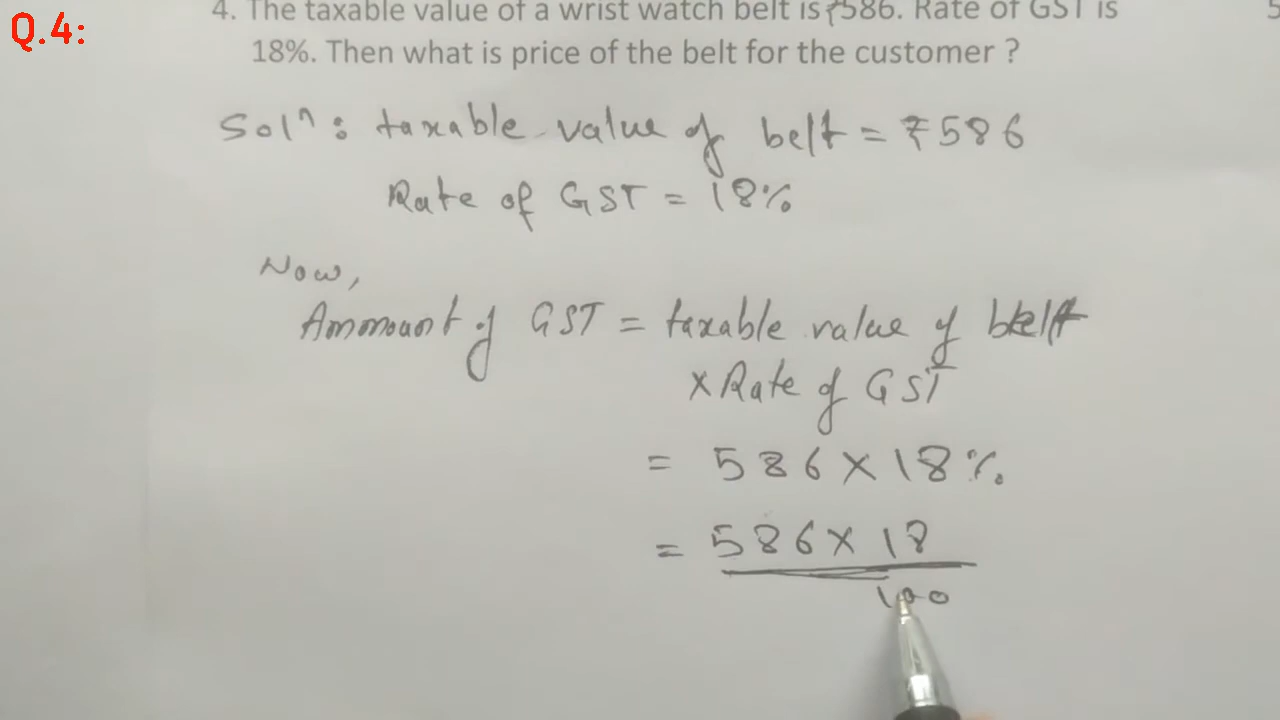 Q.4:
4. The taxable value of a wrist watch belt is ₹586. Rate of GST is
5
18%. Then what is price of the belt for the customer ?
Solⁿ : taxable value of belt = ₹586
Rate of GST = 18%
Now,
Ammount of GST = taxable value of belt
× Rate of GST
= 586 × 18%
= 586 × 18
100